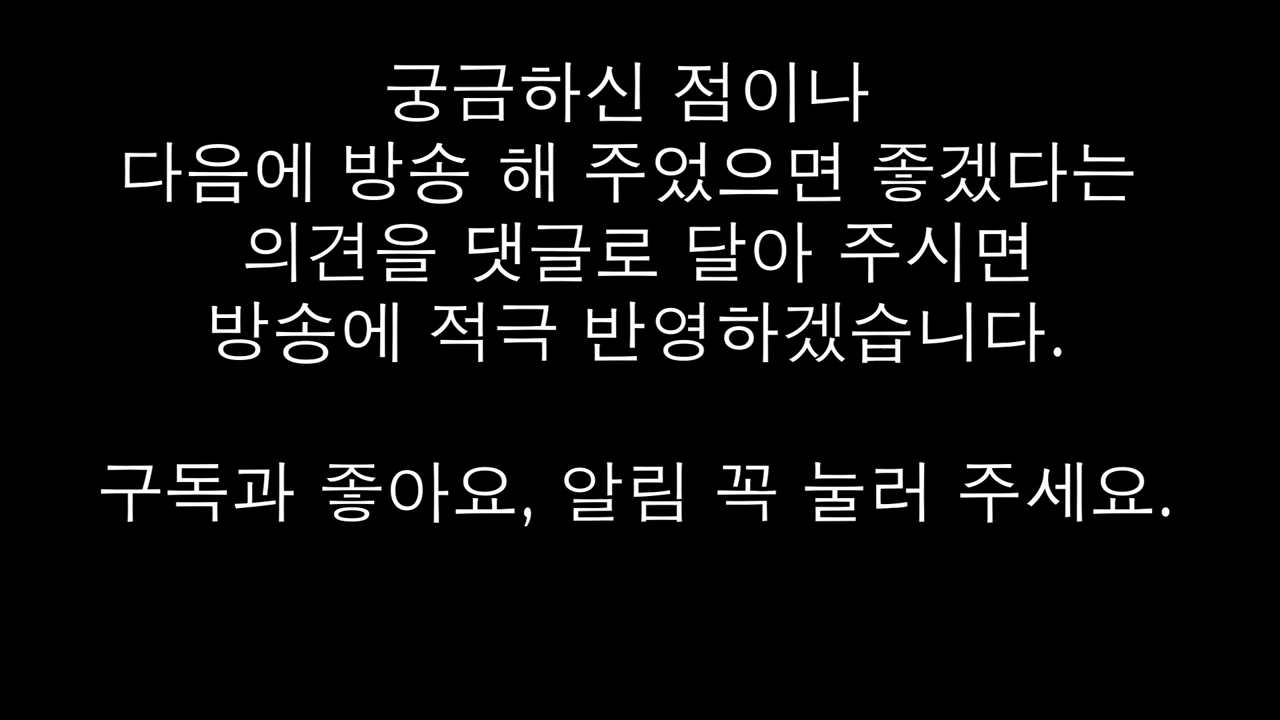 궁금하신 점이나
다음에 방송 해 주었으면 좋겠다는
의견을 댓글로 달아 주시면
방송에 적극 반영하겠습니다.
구독과 좋아요, 알림 꼭 눌러 주세요.